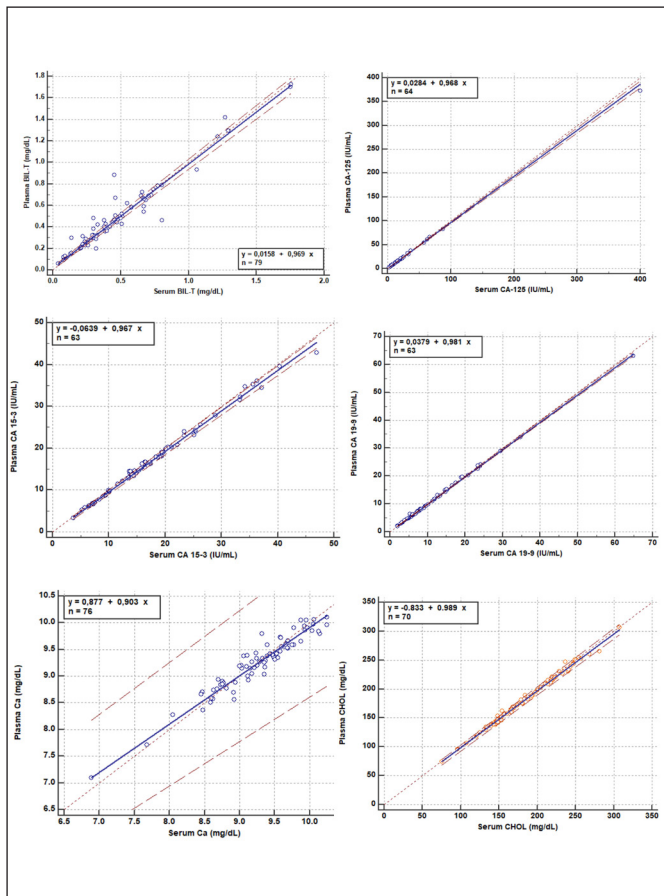 1.8
1.6
1.4
1.2
1.0
0.8
0.6
0.4
0.2
0.0
Plasma BIL.T (mg/dL)
y = 0,0158 + 0,969 x
n = 79
0.0 0.5 1.0 1.5 2.0
Serum BIL-T (mg/dL)
400
350
300
250
200
150
100
50
0
Plasma CA-125 (IU/mL)
y = 0,0284 + 0,968 x
n = 64
0 100 200 300 400
Serum CA-125 (IU/mL)
50
40
30
20
10
0
Plasma CA 15-3 (IU/mL)
y = -0,0639 + 0,967 x
n = 63
0 10 20 30 40 50
Serum CA 15-3 (IU/mL)
70
60
50
40
30
20
10
0
Plasma CA 19-9 (IU/mL)
y = 0,0379 + 0,981 x
n = 63
0 10 20 30 40 50 60 70
Serum CA 19-9 (IU/mL)
10.5
10.0
9.5
9.0
8.5
8.0
7.5
7.0
6.5
Plasma Ca (mg/dL)
y = 0,877 + 0,903 x
n = 76
6.5 7.0 7.5 8.0 8.5 9.0 9.5 10.0
Serum Ca (mg/dL)
350
300
250
200
150
100
50
0
Plasma CHOL (mg/dL)
y = -0.833 + 0.989 x
n = 70
0 50 100 150 200 250 300 350
Serum CHOL (mg/dL)